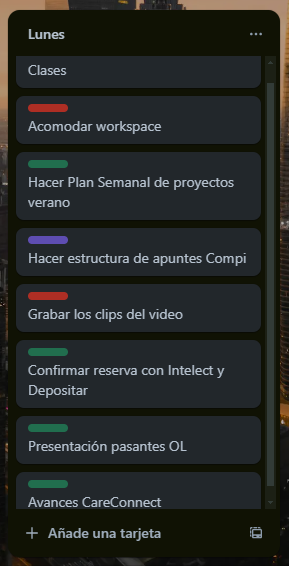 Lunes
Clases
Acomodar workspace
Hacer Plan Semanal de proyectos
verano
Hacer estructura de apuntes Compi
Grabar los clips del video
Confirmar reserva con Intelect y
Depositar
Presentación pasantes OL
Avances CareConnect
Añade una tarjeta